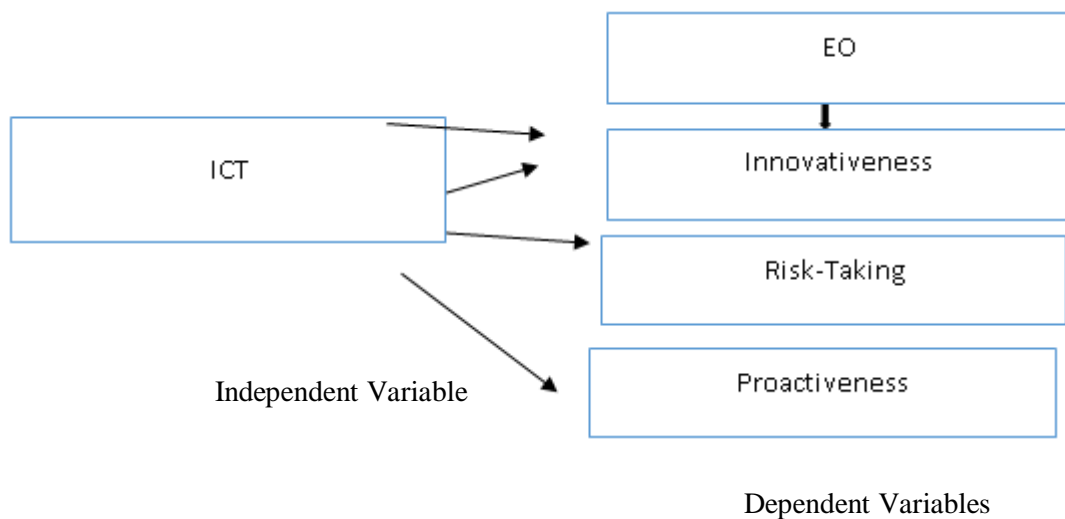 EO
ICT
Innovativeness
Risk-Taking
Proactiveness
Independent Variable
Dependent Variables